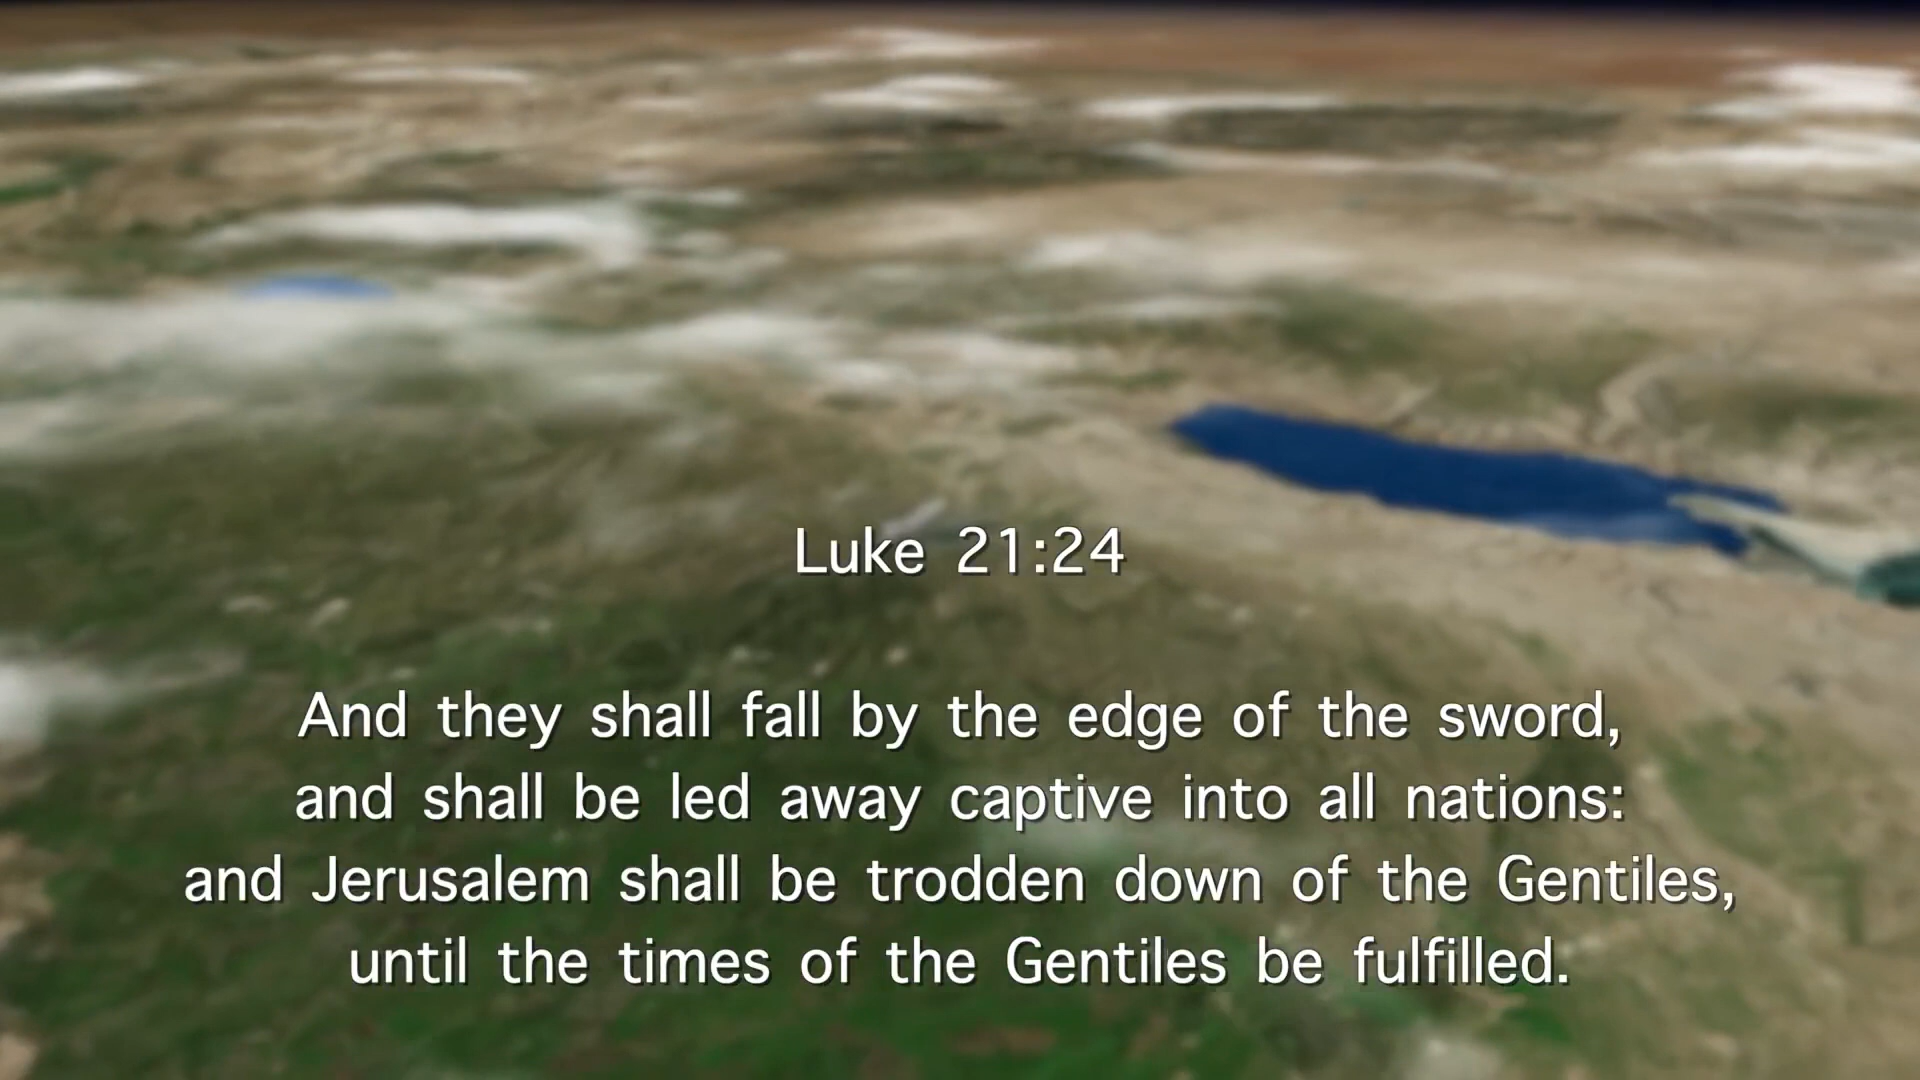 Luke 21:24
And they shall fall by the edge of the sword,
and shall be led away captive into all nations:
and Jerusalem shall be trodden down of the Gentiles,
until the times of the Gentiles be fulfilled.